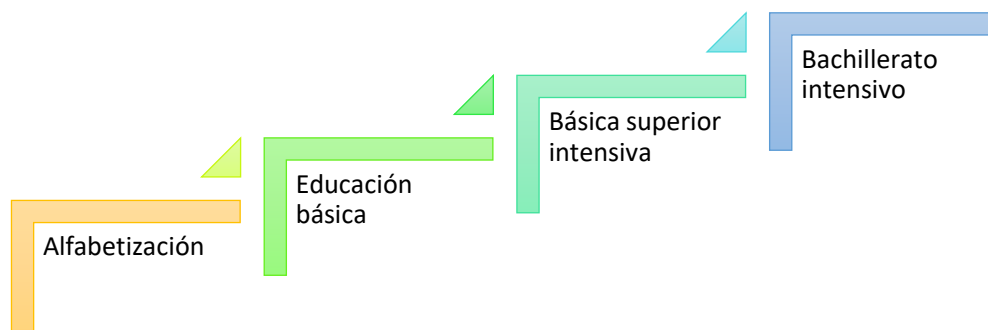 Alfabetización
Educación
básica
Básica superior
intensiva
Bachillerato
intensivo